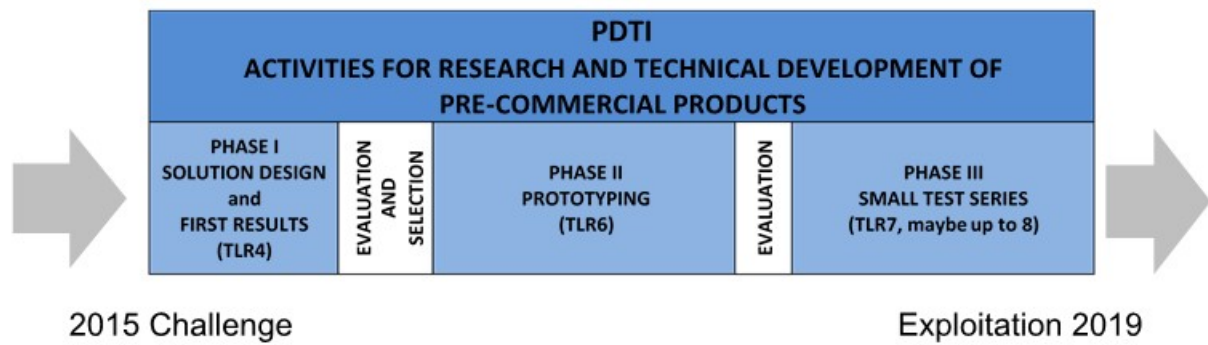 PDTI
ACTIVITIES FOR RESEARCH AND TECHNICAL DEVELOPMENT OF
PRE-COMMERCIAL PRODUCTS
PHASE I
SOLUTION DESIGN
and
FIRST RESULTS
(TLR4)
EVALUATION
AND
SELECTION
PHASE II
PROTOTYPING
(TLR6)
EVALUATION
PHASE III
SMALL TEST SERIES
(TLR7, maybe up to 8)
2015 Challenge
Exploitation 2019